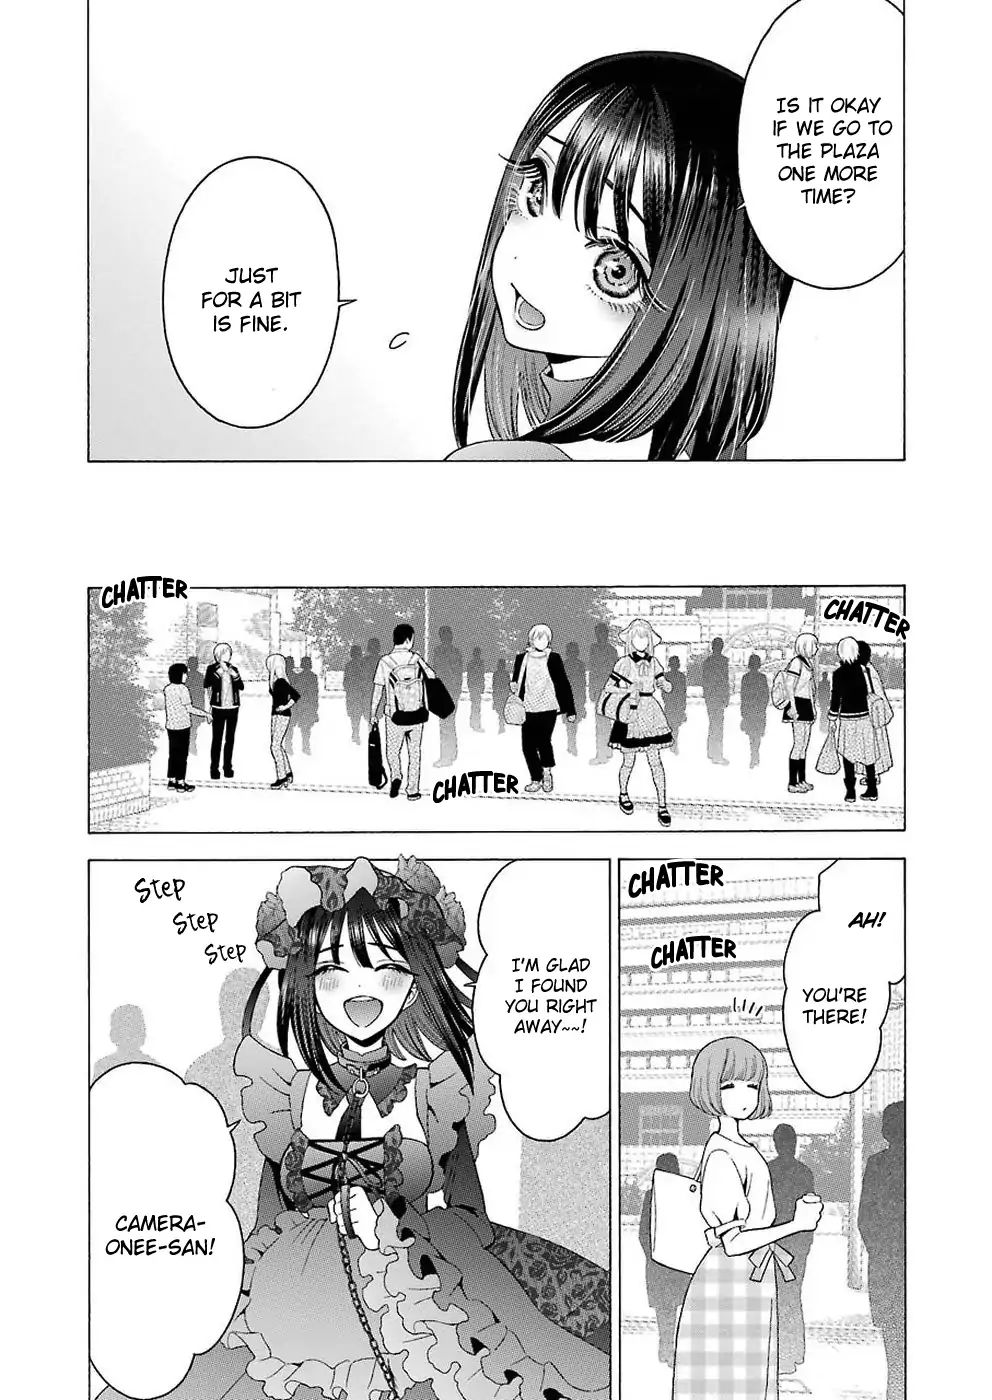 IS IT OKAY
IF WE GO TO
THE PLAZA
ONE MORE
TIME?
JUST
FOR A BIT
IS FINE.
CHATTER
CHATTER
CHATTER
CHATTER
CHATTER
AH!
YOU'RE
THERE!
STEP
STEP
STEP
I'M GLAD
I FOUND
YOU RIGHT
AWAY~~!
CAMERA-
ONEE-SAN!